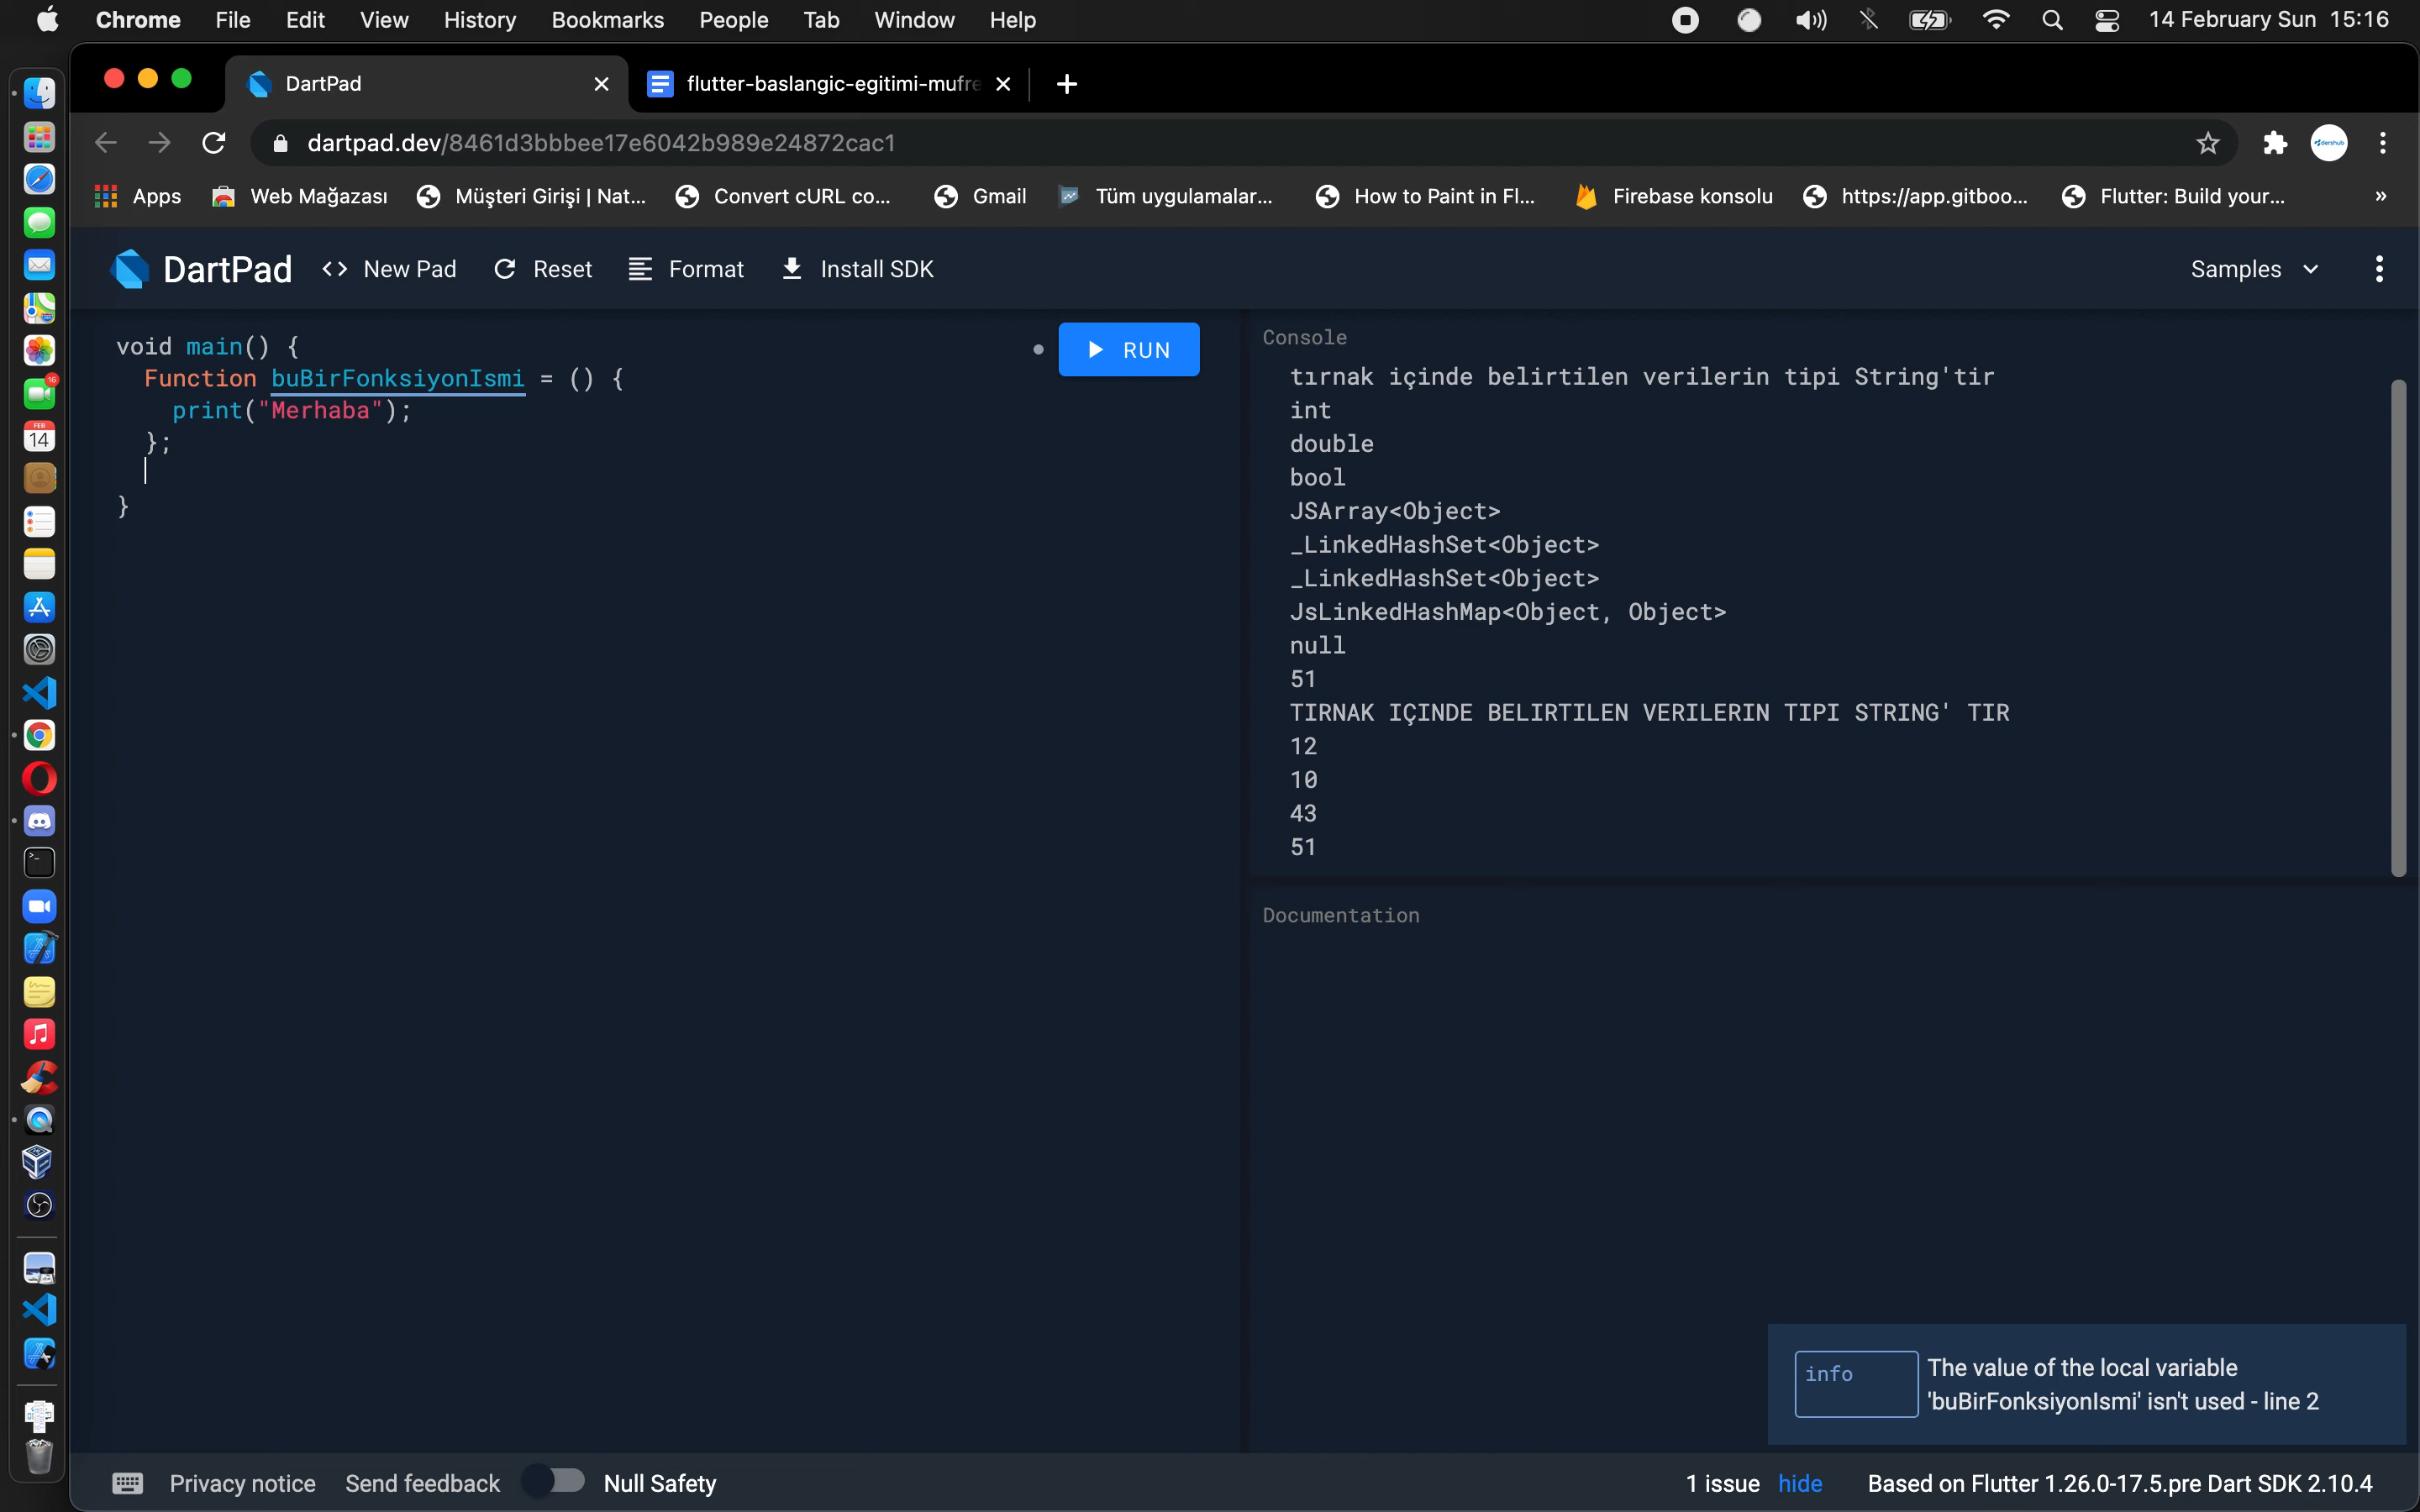 Chrome File Edit View History Bookmarks People Tab Window Help 14 February Sun 15:16
DartPad flutter-baslangic-egitimi-mufre
dartpad.dev/8461d3bbbee17e6042b989e24872cac1
Apps Web Mağazası Müşteri Girişi | Nat... Convert cURL co... Gmail Tüm uygulamalar... How to Paint in Fl... Firebase konsolu https://app.gitboo... Flutter: Build your... »
DartPad <> New Pad Reset Format Install SDK Samples
RUN
void main() {
Function buBirFonksiyonIsmi = () {
print("Merhaba");
};
}
Console
tırnak içinde belirtilen verilerin tipi String'tir
int
double
bool
JSArray<Object>
_LinkedHashSet<Object>
_LinkedHashSet<Object>
JsLinkedHashMap<Object, Object>
null
51
TIRNAK IÇINDE BELIRTILEN VERILERIN TIPI STRING' TIR
12
10
43
51
Documentation
info The value of the local variable
'buBirFonksiyonIsmi' isn't used - line 2
Privacy notice Send feedback Null Safety 1 issue hide Based on Flutter 1.26.0-17.5.pre Dart SDK 2.10.4
16
FEB
14